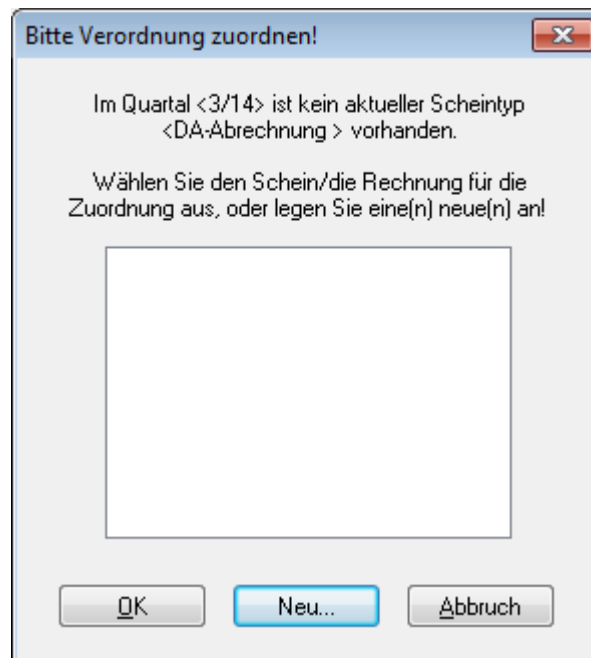 Bitte Verordnung zuordnen!
Im Quartal <3/14> ist kein aktueller Scheintyp
<DA-Abrechnung > vorhanden.
Wählen Sie den Schein/die Rechnung für die
Zuordnung aus, oder legen Sie eine(n) neue(n) an!
OK
Neu...
Abbruch